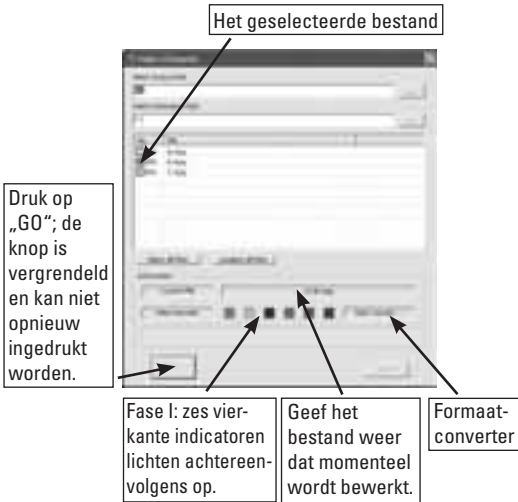 Het geselecteerde bestand
Druk op
„GO”; de
knop is
vergrendeld
en kan niet
opnieuw
ingedrukt
worden.
Fase I: zes vier-
kante indicatoren
lichten achtereen-
volgens op.
Geef het
bestand weer
dat momenteel
wordt bewerkt.
Formaat-
converter